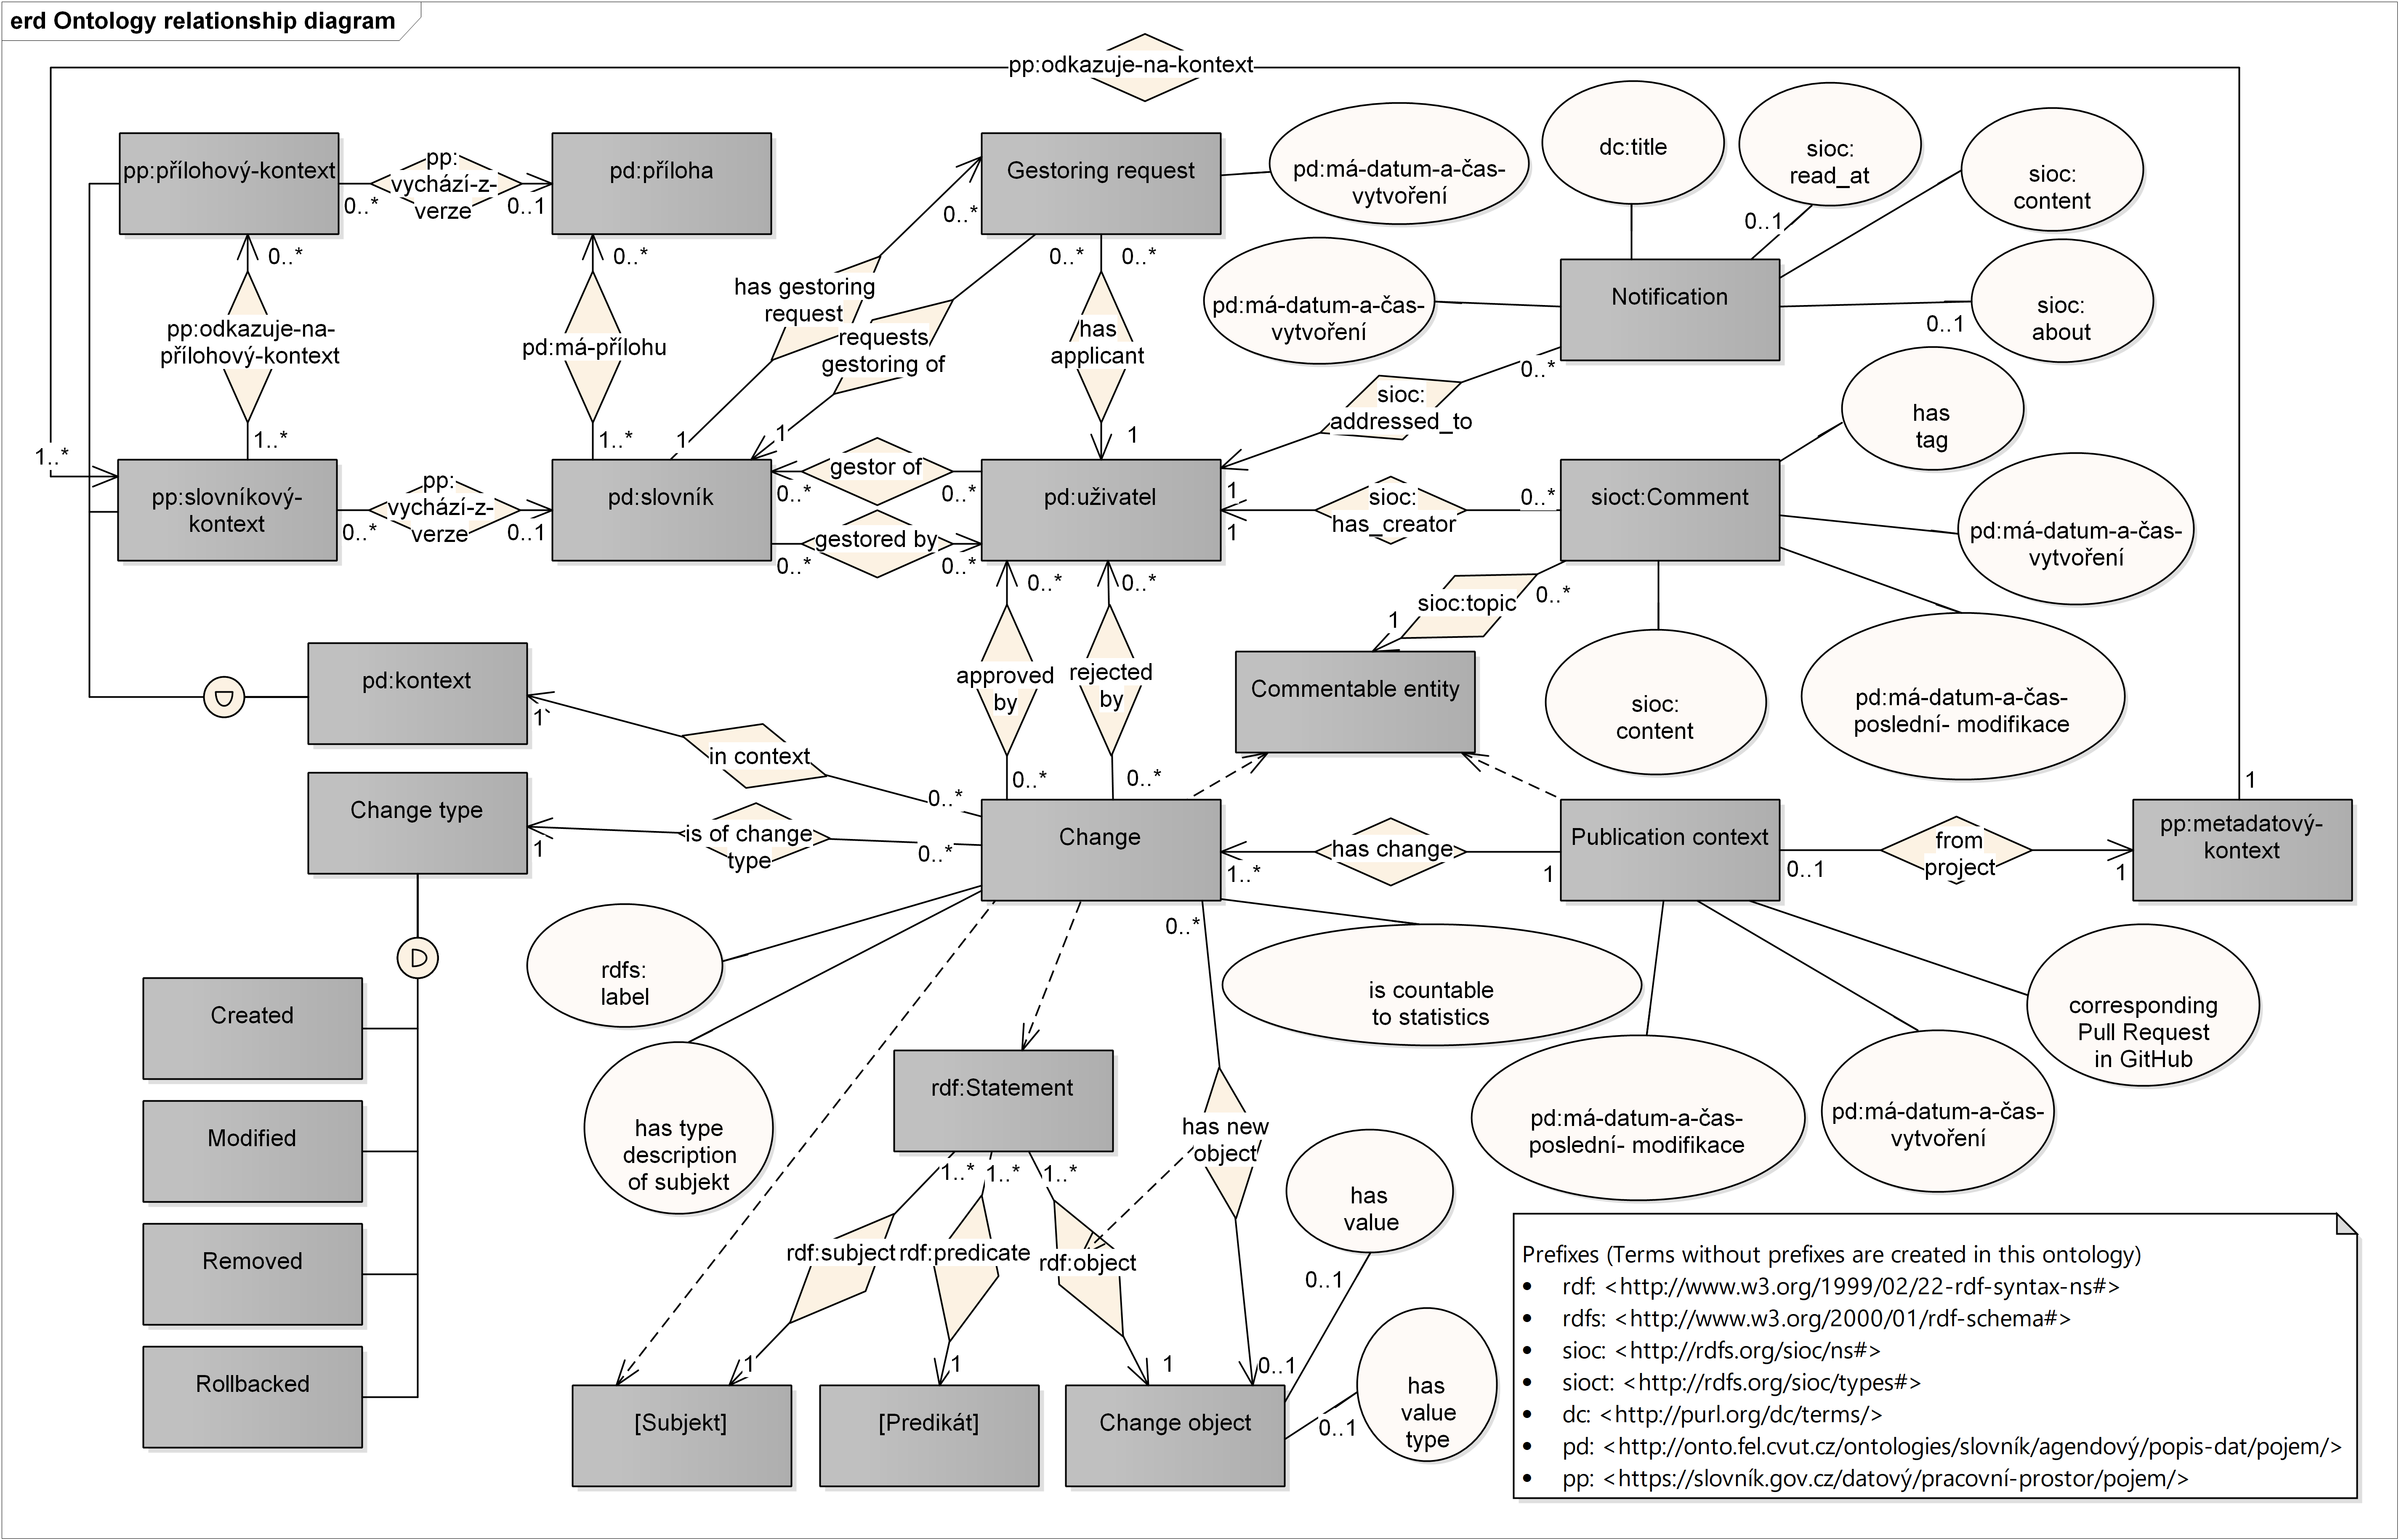 erd Ontology relationship diagram
pp:odkazuje-na-kontext
pp:přílohový-kontext
pp:
vychází-z-
verze
0..*
0..1
pd:příloha
Gestoring request
pd:má-datum-a-čas-
vytvoření
dc:title
sioc:
read_at
0..1
sioc:
content
0..*
0..*
0..*
0..*
0..*
has gestoring
request
requests
gestoring of
has
applicant
pd:má-datum-a-čas-
vytvoření
Notification
0..1
sioc:
about
pp:odkazuje-na-
přílohový-kontext
pd:má-přílohu
0..*
sioc:
addressed_to
has
tag
1..*
1..*
1..*
1
1
1
pp:slovníkový-
kontext
pp:
vychází-z-
verze
0..*
0..1
pd:slovník
gestor of
0..*
0..*
gestored by
0..*
0..*
pd:uživatel
1
1
sioc:
has_creator
0..*
sioct:Comment
pd:má-datum-a-čas-
vytvoření
0..*
0..*
sioc:topic
0..*
1
approved
by
rejected
by
pd:kontext
1`
in context
0..*
Commentable entity
sioc:
content
pd:má-datum-a-čas-
poslední- modifikace
0..*
0..*
1
Change type
1
is of change
type
0..*
Change
has change
1..*
1
Publication context
from
project
0..1
1
pp:metadatový-
kontext
0..*
rdfs:
label
is countable
to statistics
corresponding
Pull Request
in GitHub
Created
Modified
Removed
Rollbacked
has type
description
of subjekt
rdf:Statement
has new
object
pd:má-datum-a-čas-
poslední- modifikace
pd:má-datum-a-čas-
vytvoření
1..*
1..*
1..*
rdf:subject
rdf:predicate
rdf:object
has
value
0..1
1
1
1
0..1
[Subjekt]
[Predikát]
Change object
0..1
has
value
type
Prefixes (Terms without prefixes are created in this ontology)
• rdf: <http://www.w3.org/1999/02/22-rdf-syntax-ns#>
• rdfs: <http://www.w3.org/2000/01/rdf-schema#>
• sioc: <http://rdfs.org/sioc/ns#>
• sioct: <http://rdfs.org/sioc/types#>
• dc: <http://purl.org/dc/terms/>
• pd: <http://onto.fel.cvut.cz/ontologies/slovník/agendový/popis-dat/pojem/>
• pp: <https://slovník.gov.cz/datový/pracovní-prostor/pojem/>